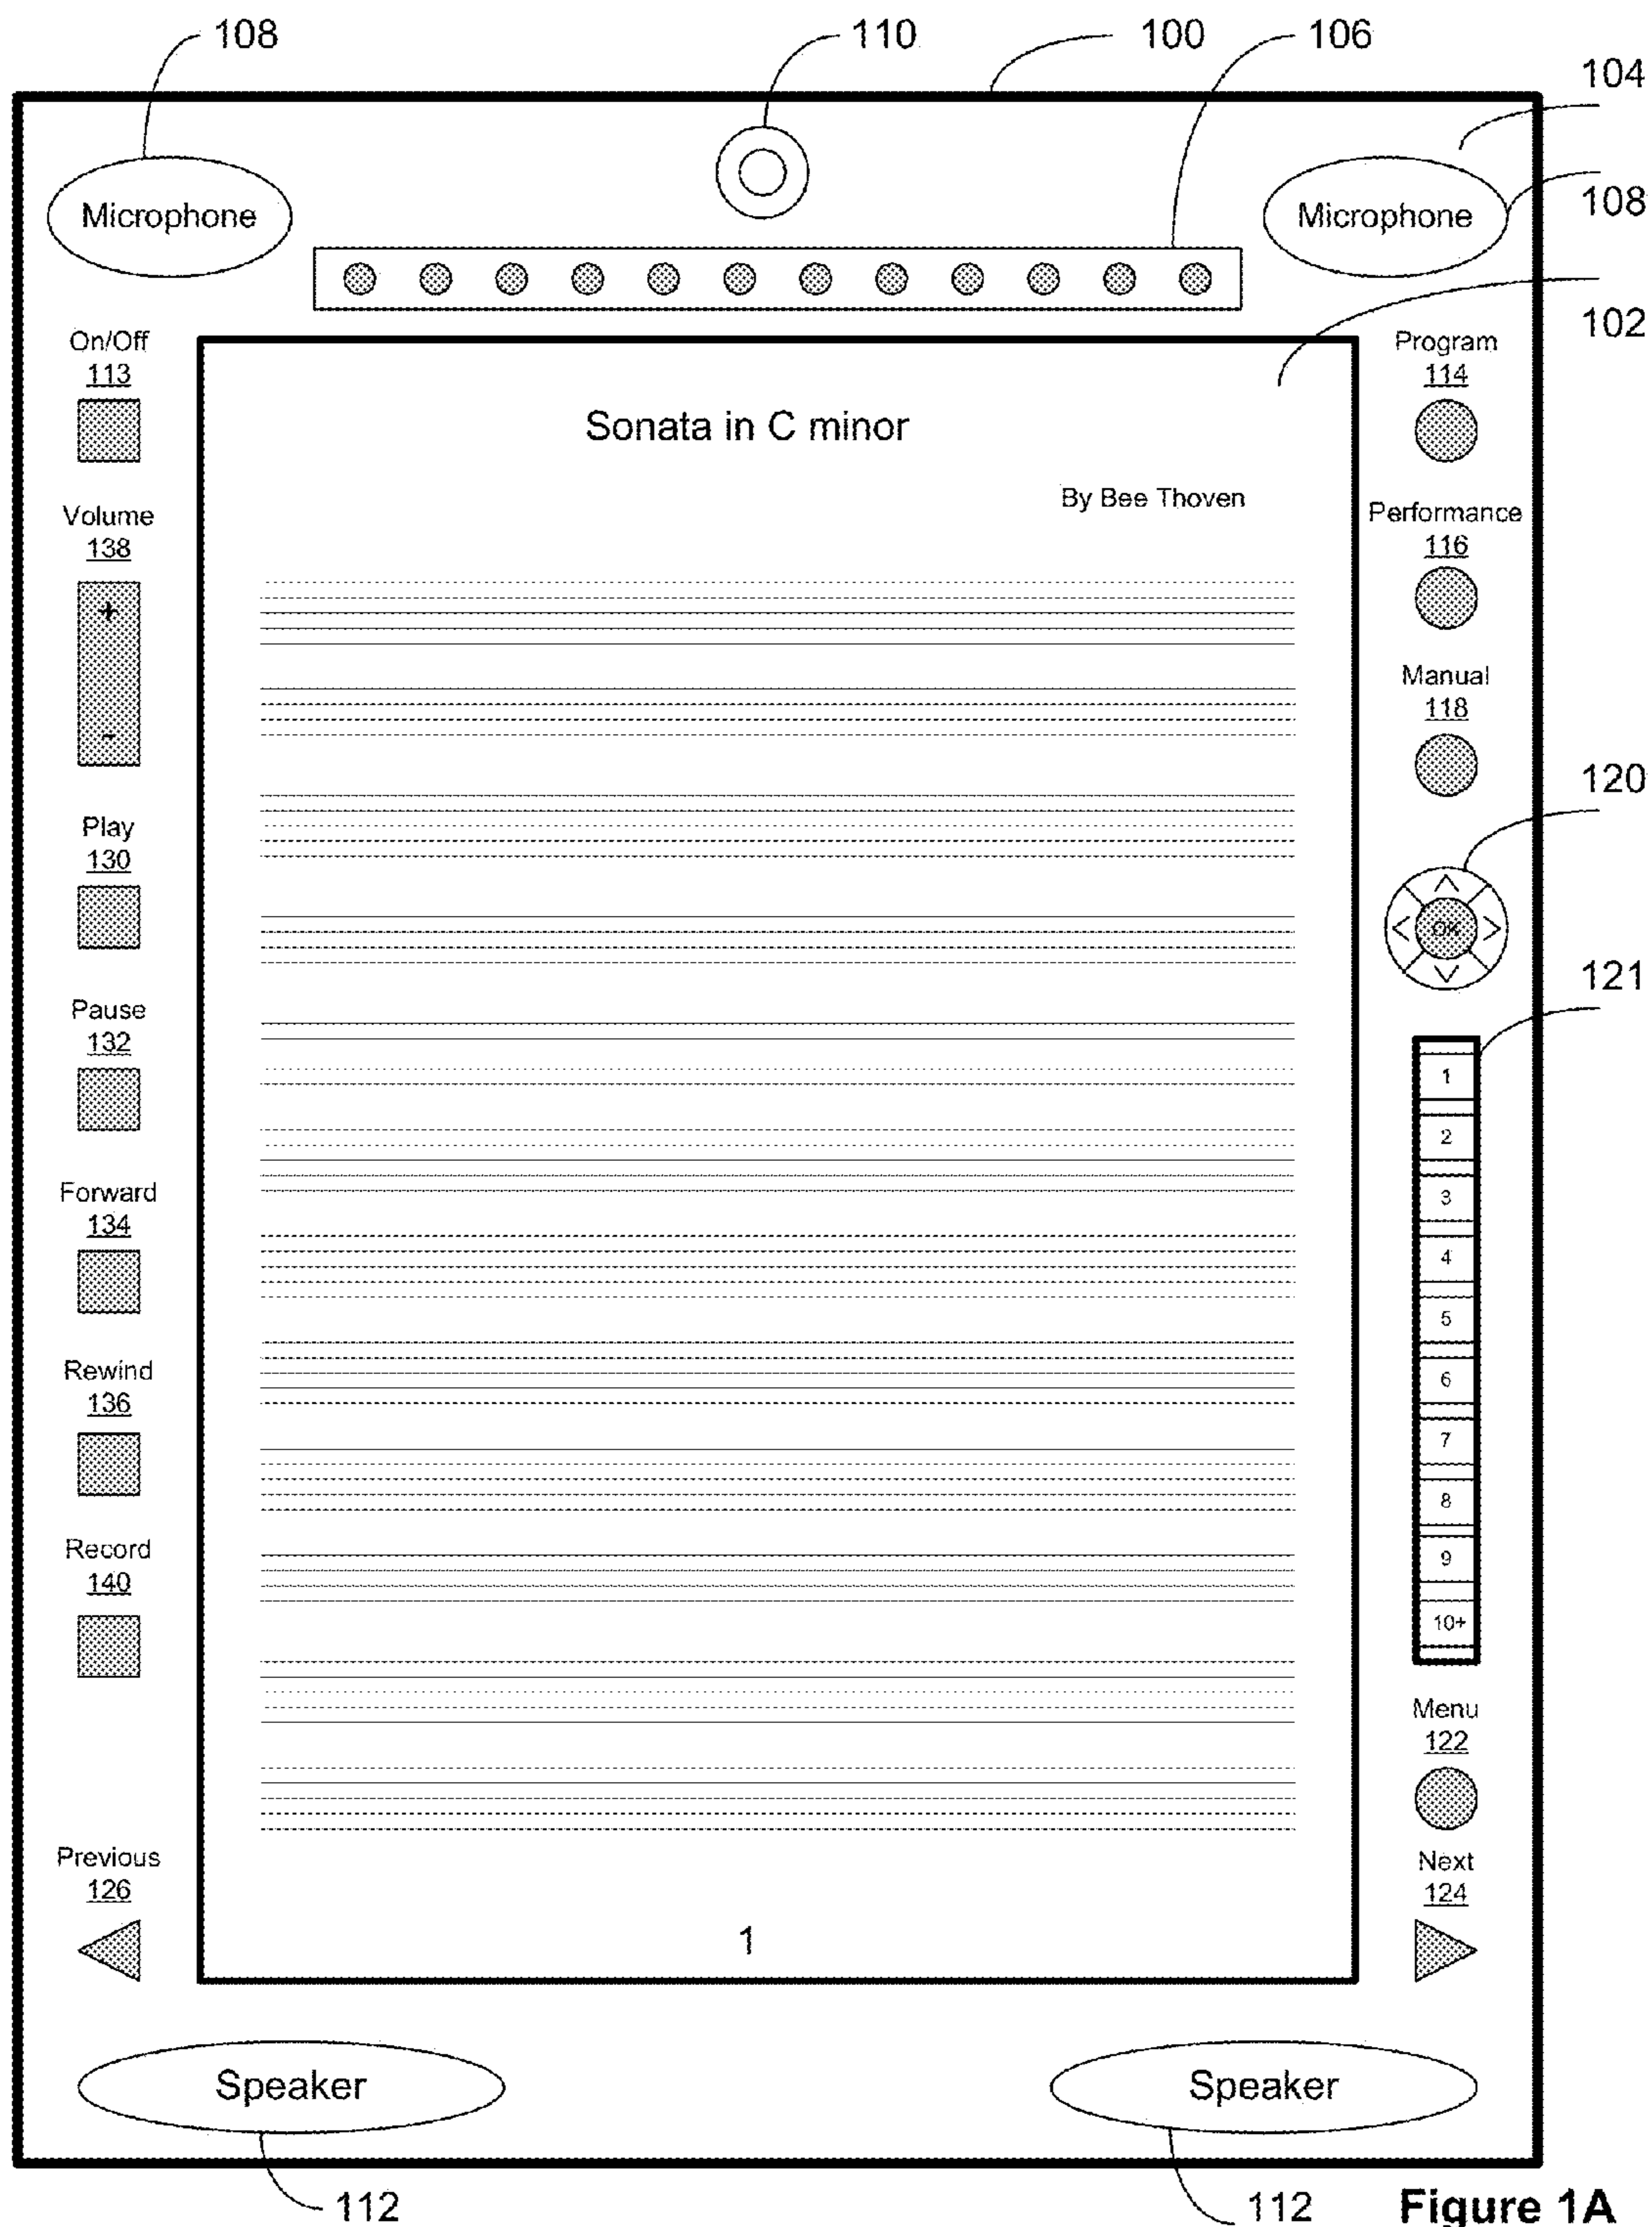 108
110
100
106
104
Microphone
Microphone
108
102
On/Off
113
Program
114
Sonata in C minor
By Bee Thoven
Volume
138
+
-
Performance
116
Manual
118
120
Play
130
OK
121
Pause
132
1
2
3
4
5
6
7
8
9
10+
Forward
134
Rewind
136
Record
140
Menu
122
Previous
126
Next
124
1
Speaker
Speaker
112
112
Figure 1A